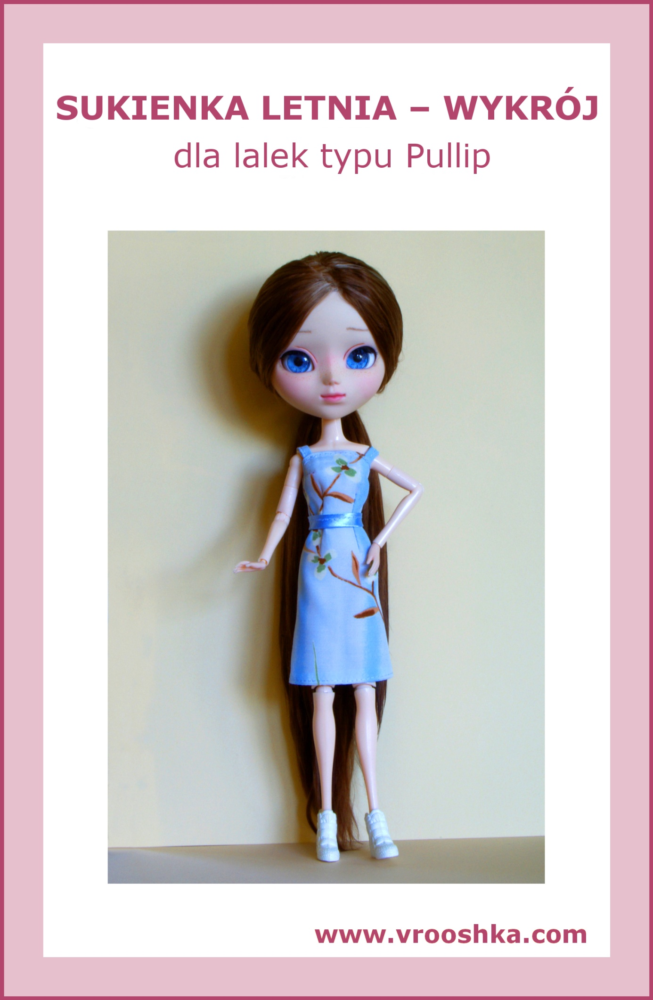 SUKIENKA LETNIA – WYKRÓJ
dla lalek typu Pullip
www.vrooshka.com